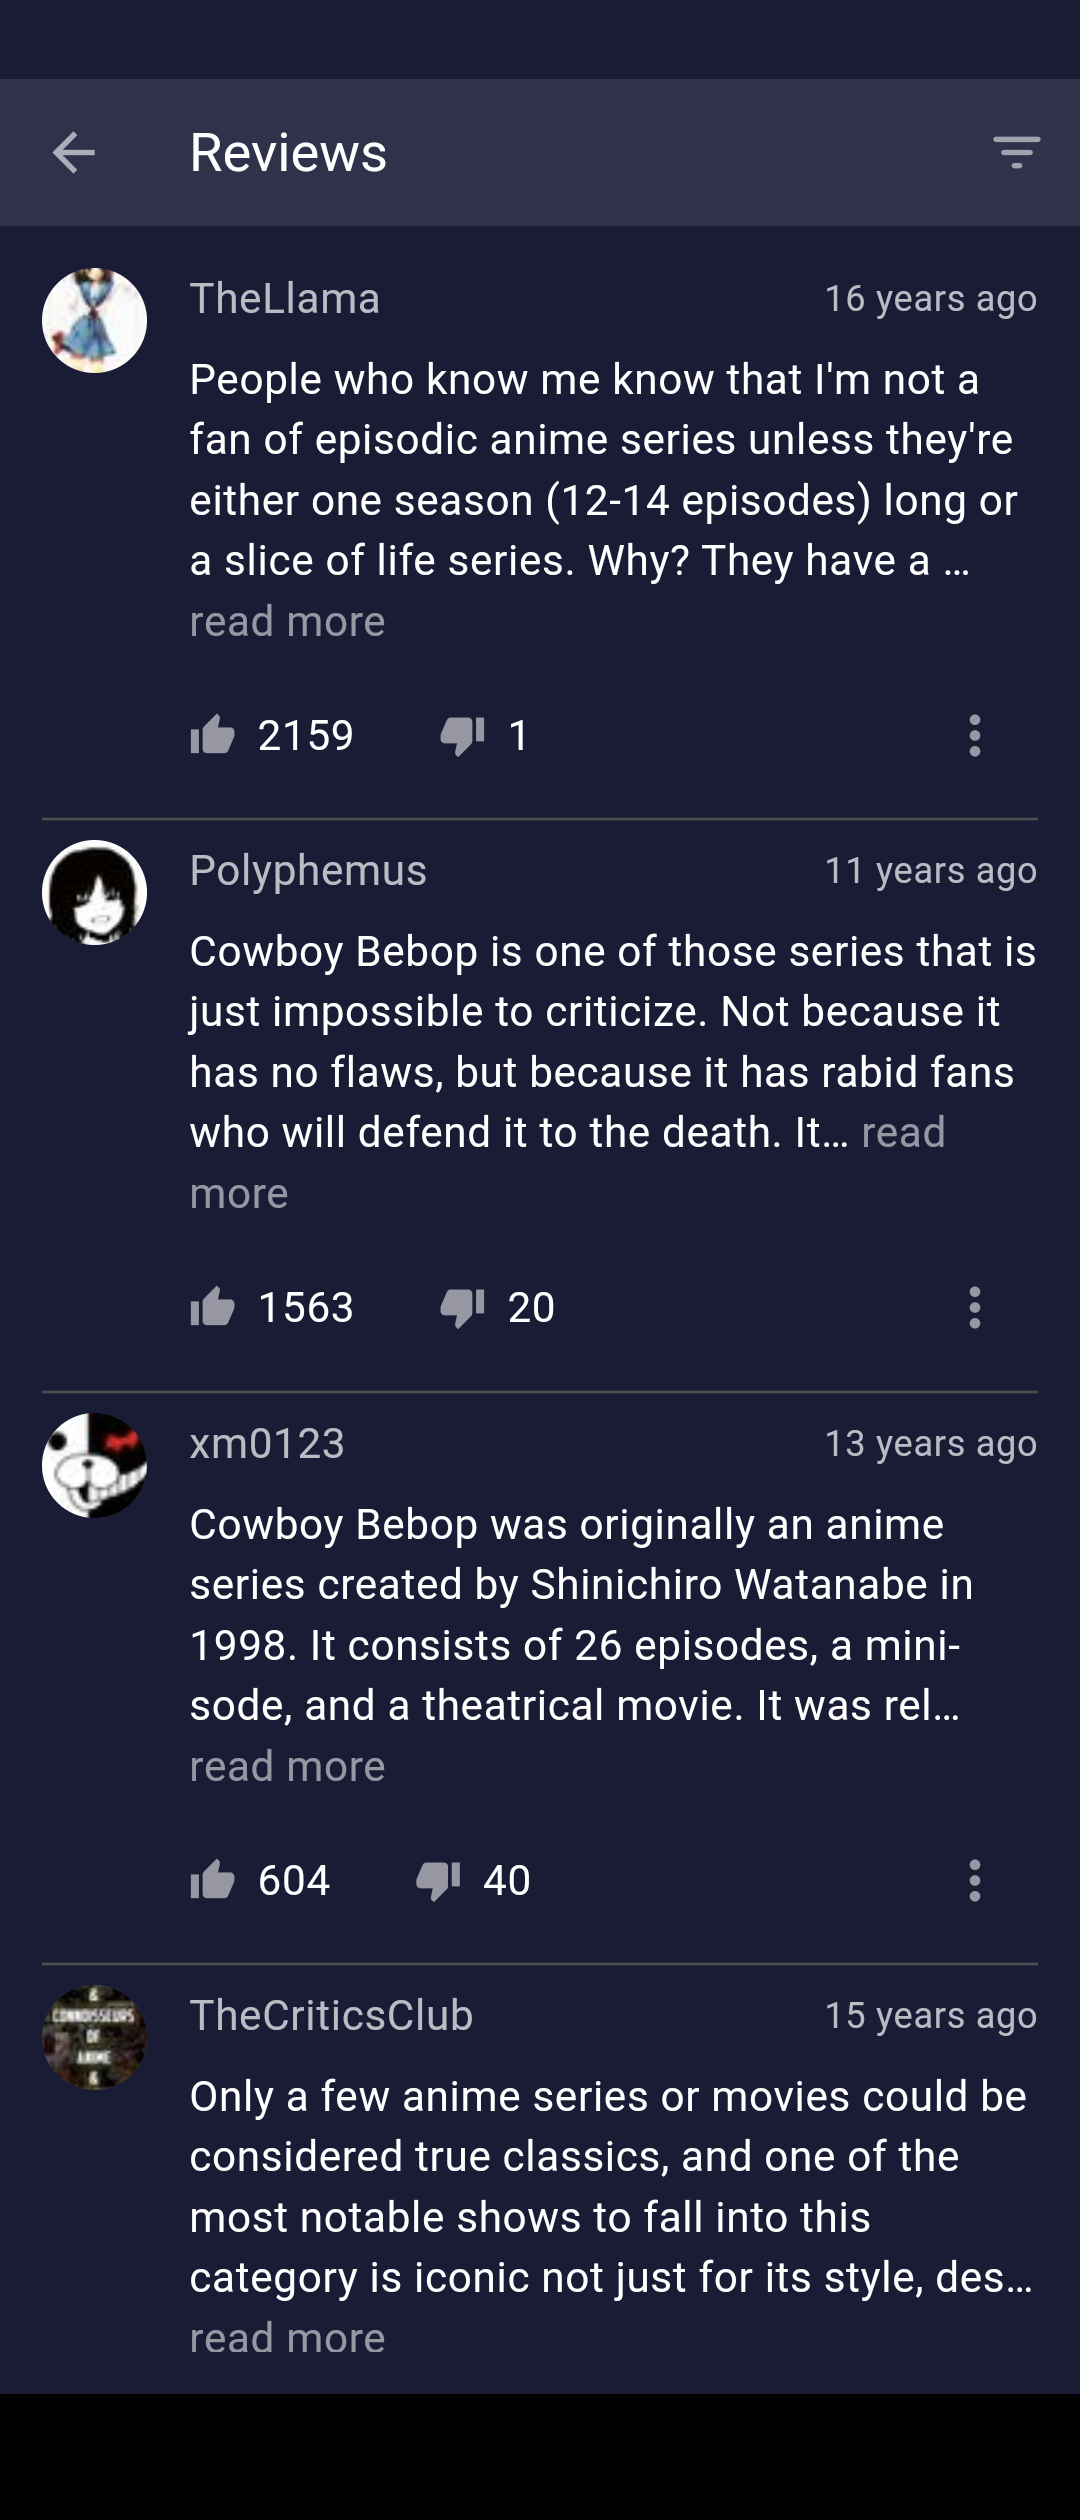 Reviews
TheLlama
16 years ago
People who know me know that I'm not a
fan of episodic anime series unless they're
either one season (12-14 episodes) long or
a slice of life series. Why? They have a ...
read more
2159
1
Polyphemus
11 years ago
Cowboy Bebop is one of those series that is
just impossible to criticize. Not because it
has no flaws, but because it has rabid fans
who will defend it to the death. It... read
more
1563
20
xm0123
13 years ago
Cowboy Bebop was originally an anime
series created by Shinichiro Watanabe in
1998. It consists of 26 episodes, a mini-
sode, and a theatrical movie. It was rel...
read more
604
40
&
CONNOISSEURS
OF
ANIME
&
TheCriticsClub
15 years ago
Only a few anime series or movies could be
considered true classics, and one of the
most notable shows to fall into this
category is iconic not just for its style, des...
read more